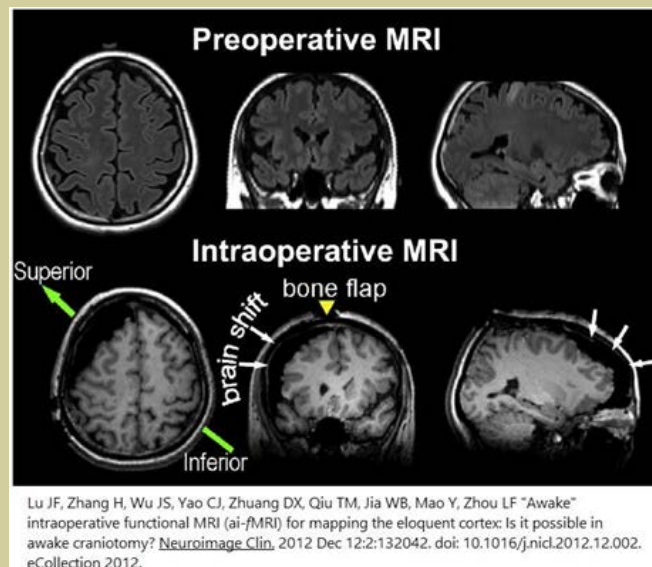 Preoperative MRI
Intraoperative MRI
Superior
bone flap
brain shift
Inferior
Lu JF, Zhang H, Wu JS, Yao CJ, Zhuang DX, Qiu TM, Jia WB, Mao Y, Zhou LF "Awake"
intraoperative functional MRI (ai-fMRI) for mapping the eloquent cortex: Is it possible in
awake craniotomy? Neuroimage Clin. 2012 Dec 12:2:132042. doi: 10.1016/j.nicl.2012.12.002.
eCollection 2012.